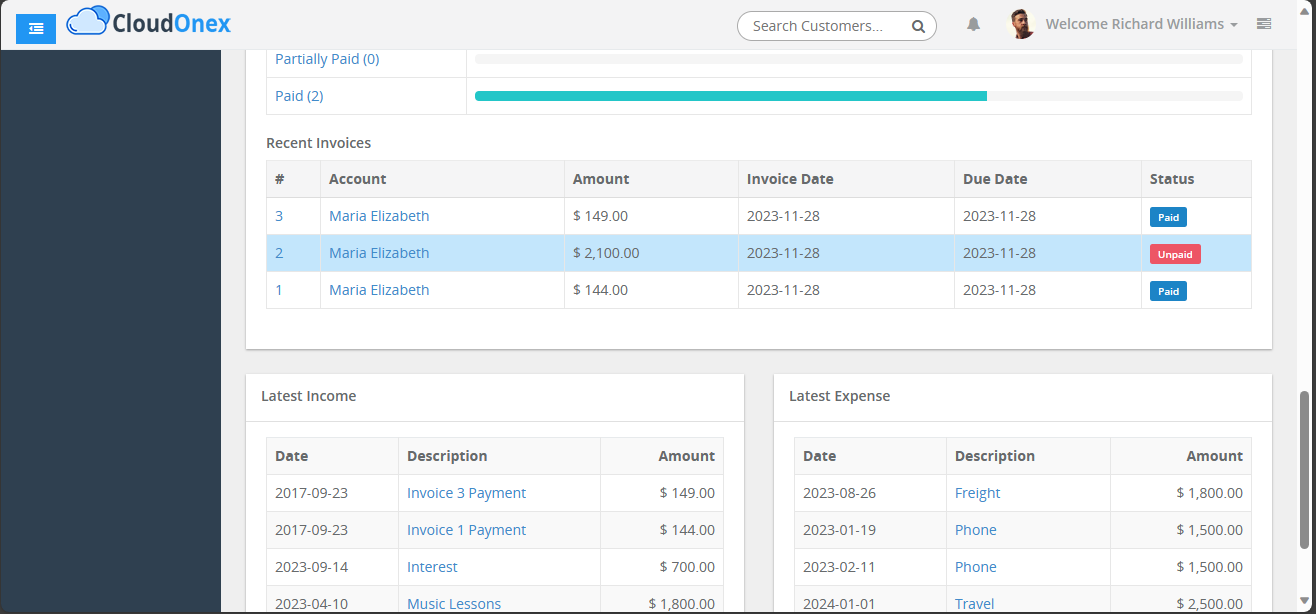 CloudOnex
Search Customers...
Welcome Richard Williams
Partially Paid (0)
Paid (2)
Recent Invoices
# Account Amount Invoice Date Due Date Status
3 Maria Elizabeth $ 149.00 2023-11-28 2023-11-28 Paid
2 Maria Elizabeth $ 2,100.00 2023-11-28 2023-11-28 Unpaid
1 Maria Elizabeth $ 144.00 2023-11-28 2023-11-28 Paid
Latest Income
Date Description Amount
2017-09-23 Invoice 3 Payment $ 149.00
2017-09-23 Invoice 1 Payment $ 144.00
2023-09-14 Interest $ 700.00
2023-04-10 Music Lessons $ 1,800.00
Latest Expense
Date Description Amount
2023-08-26 Freight $ 1,800.00
2023-01-19 Phone $ 1,500.00
2023-02-11 Phone $ 1,500.00
2024-01-01 Travel $ 2,500.00